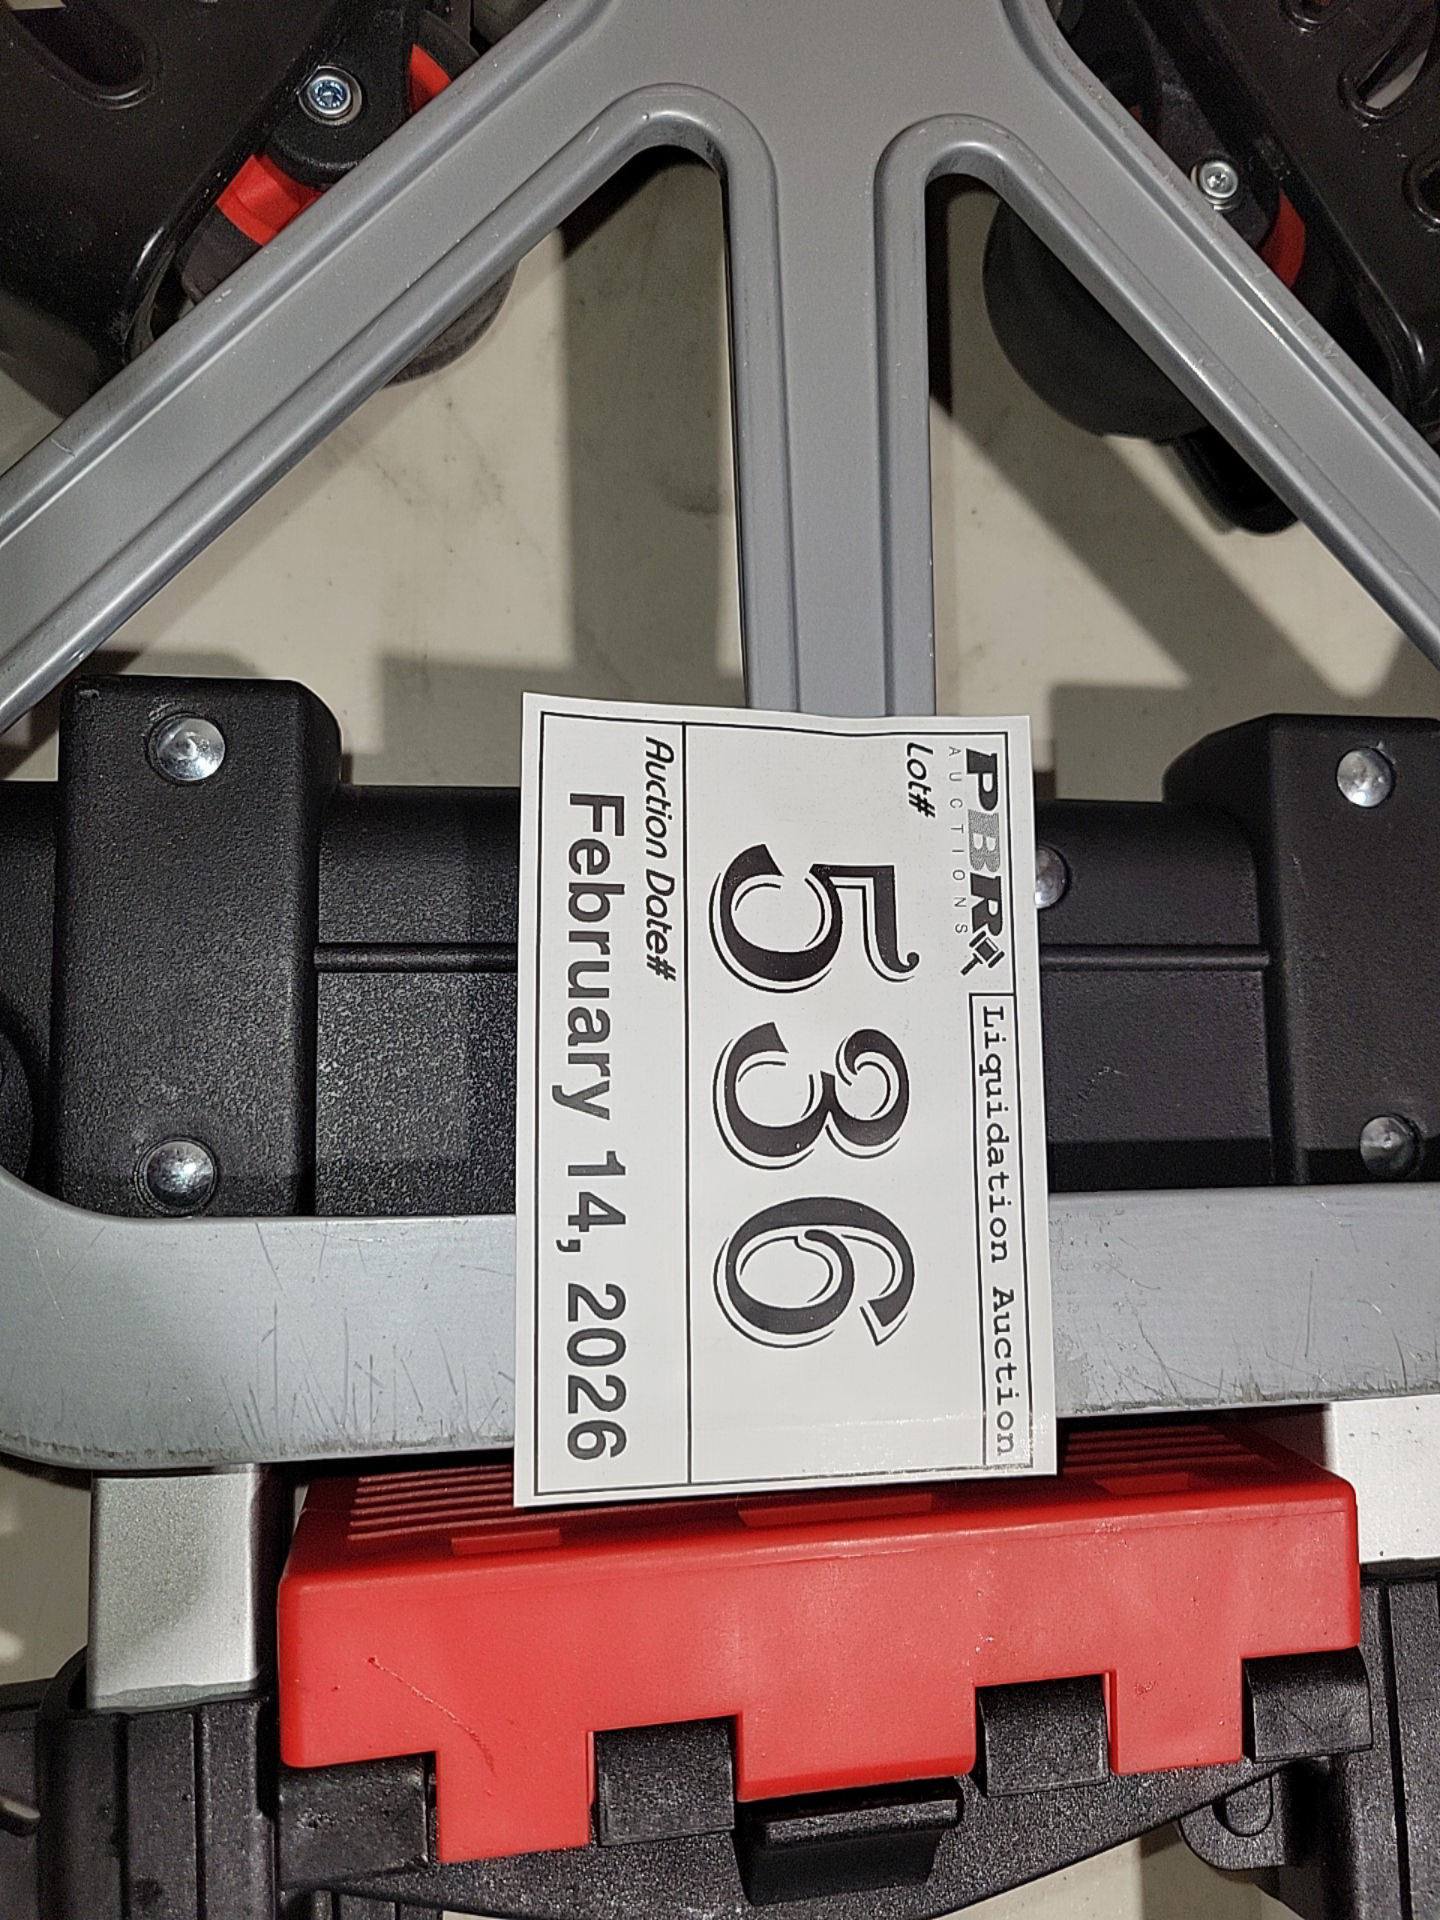 PBR Liquidation Auction
AUCTIONS
Lot#
536
Auction Date#
February 14, 2026